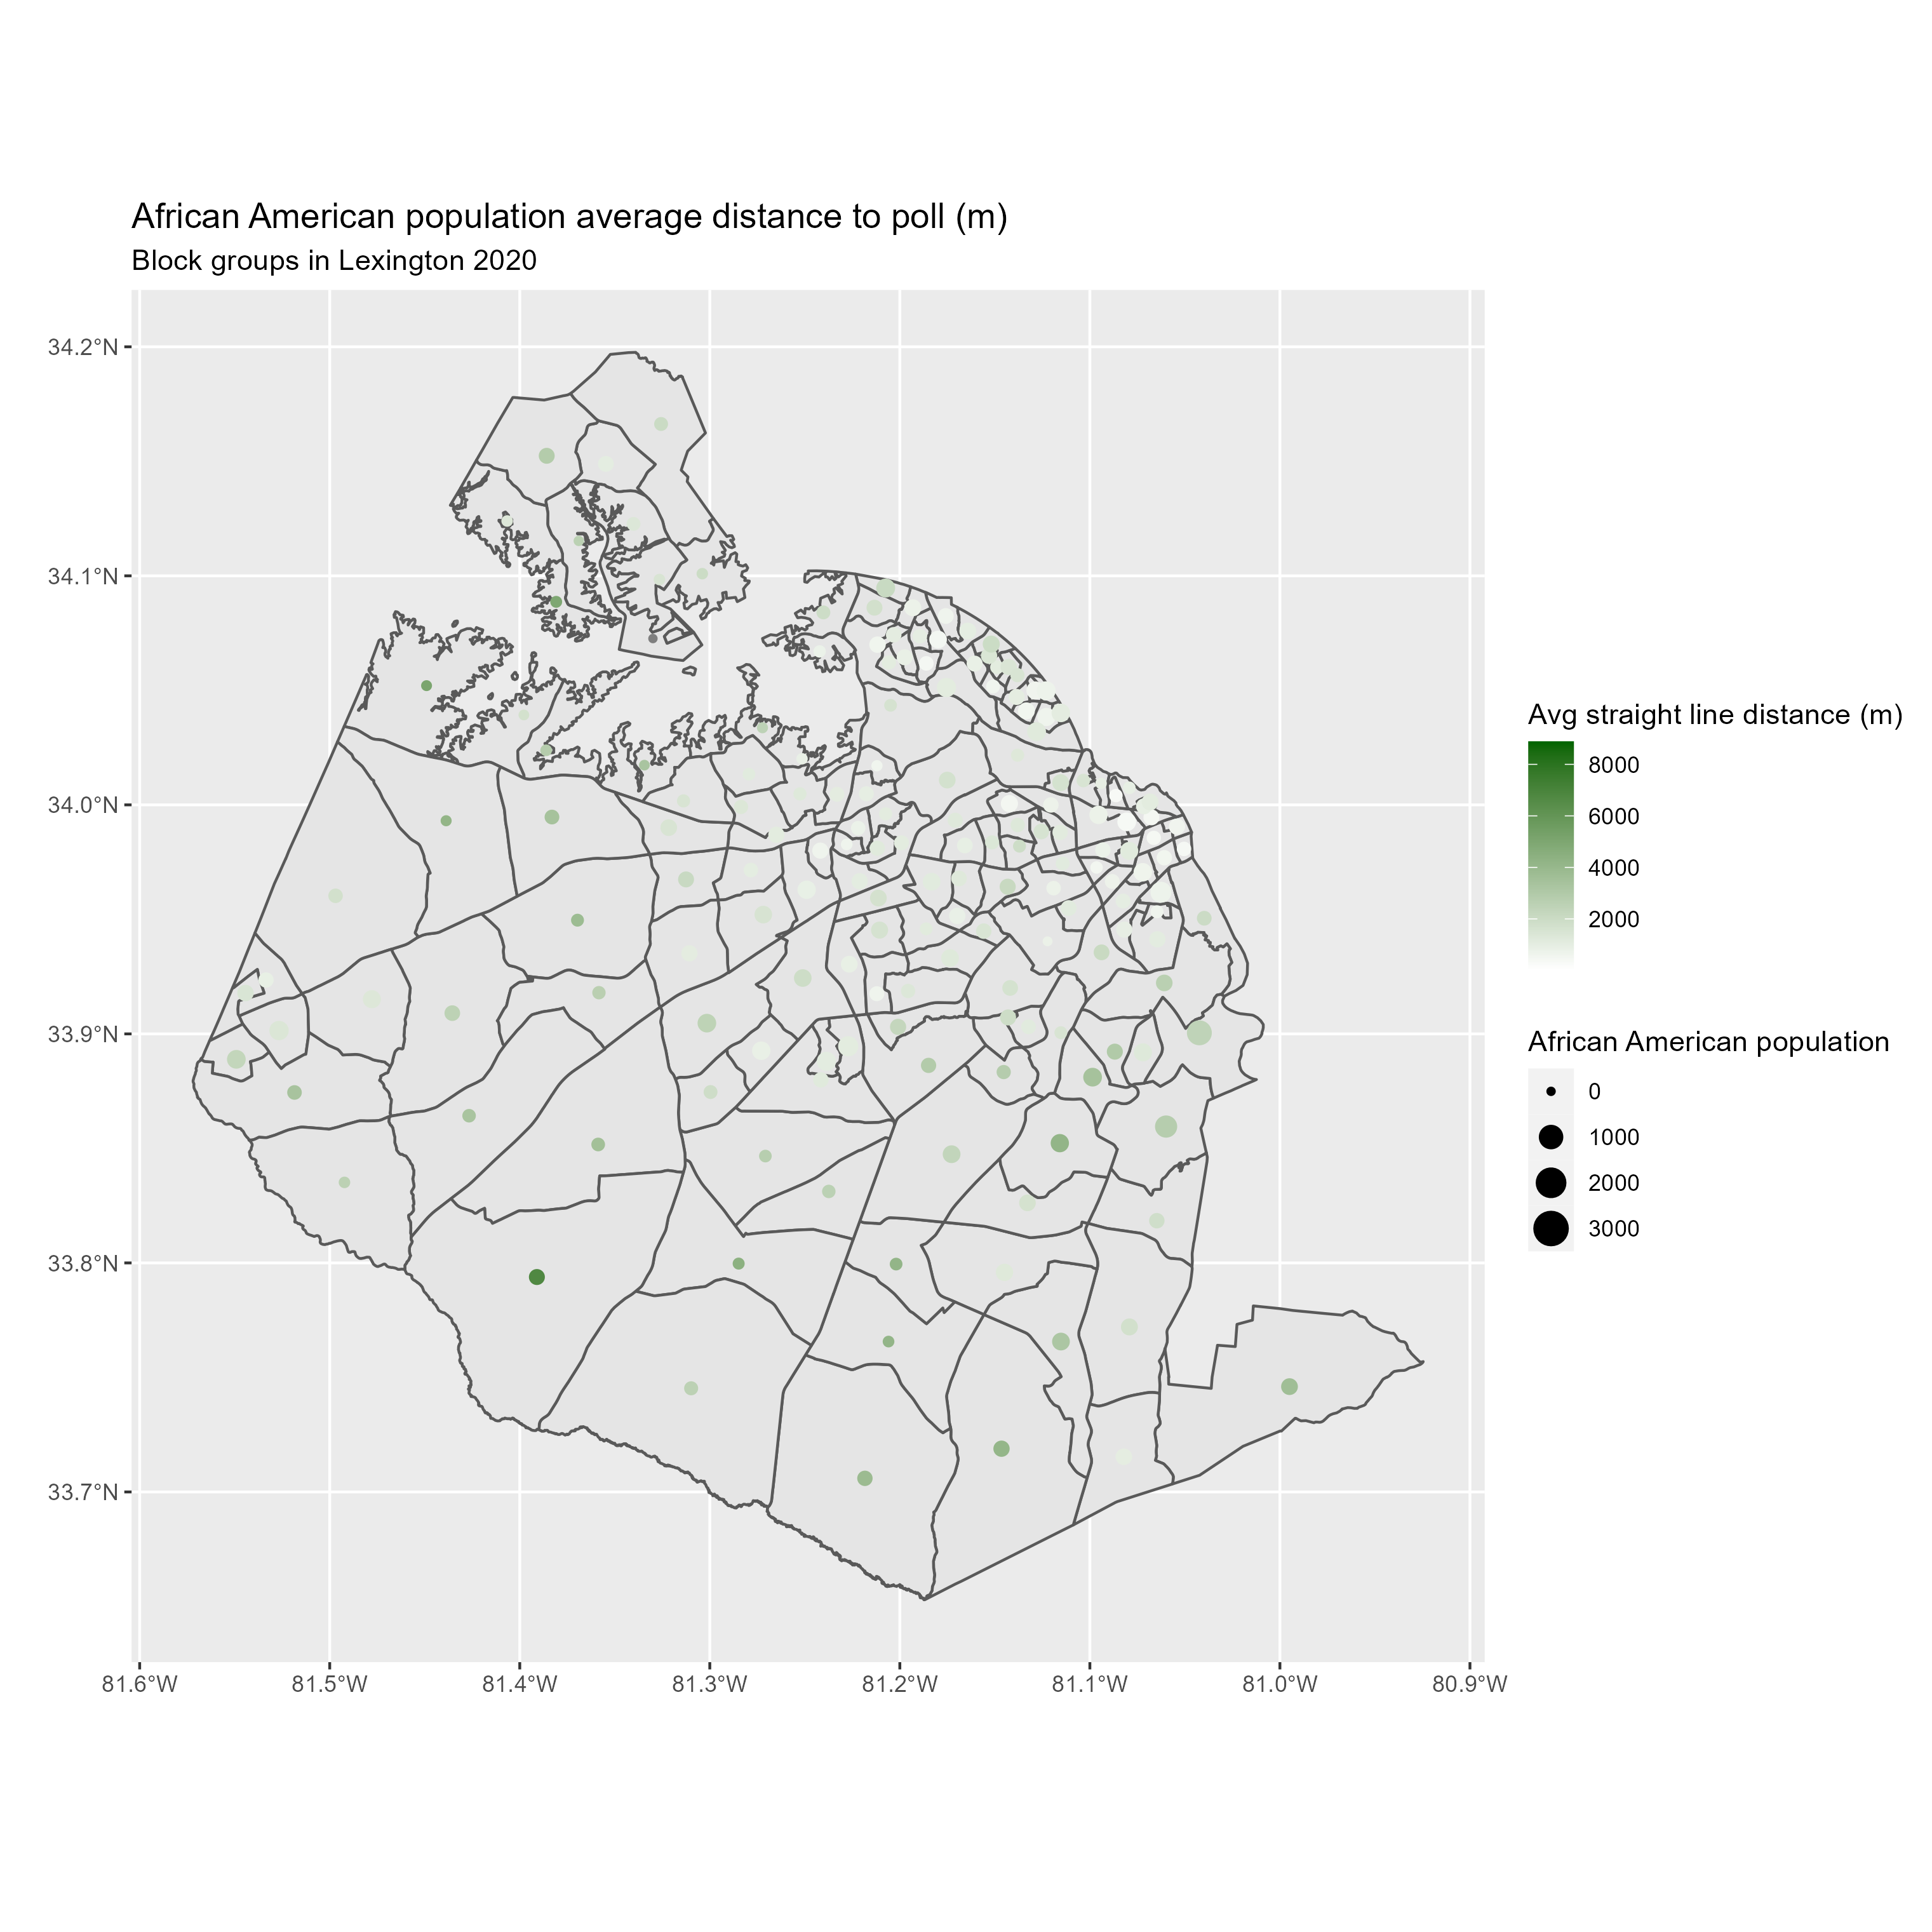 African American population average distance to poll (m)
Block groups in Lexington 2020
34.2°N
34.1°N
34.0°N
33.9°N
33.8°N
33.7°N
81.6°W
81.5°W
81.4°W
81.3°W
81.2°W
81.1°W
81.0°W
80.9°W
Avg straight line distance (m)
8000
6000
4000
2000
African American population
0
1000
2000
3000